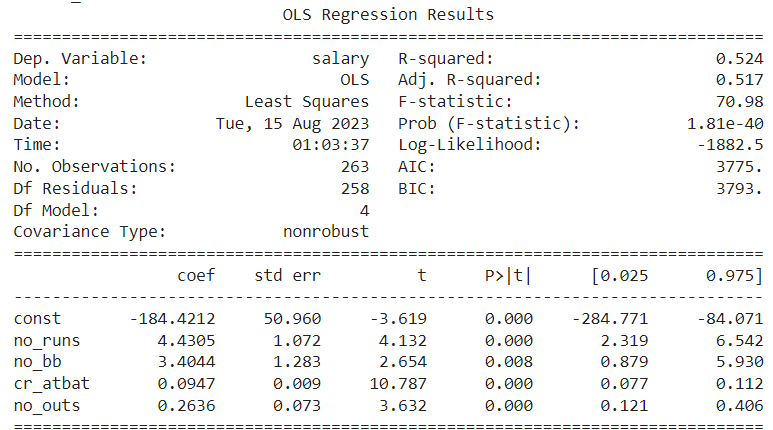 OLS Regression Results
==============================================================================
Dep. Variable:                 salary   R-squared:                       0.524
Model:                            OLS   Adj. R-squared:                  0.517
Method:                 Least Squares   F-statistic:                     70.98
Date:                Tue, 15 Aug 2023   Prob (F-statistic):           1.81e-40
Time:                        01:03:37   Log-Likelihood:                -1882.5
No. Observations:                 263   AIC:                             3775.
Df Residuals:                     258   BIC:                             3793.
Df Model:                           4
Covariance Type:            nonrobust
==============================================================================
                 coef    std err          t      P>|t|      [0.025      0.975]
------------------------------------------------------------------------------
const       -184.4212     50.960     -3.619      0.000    -284.771     -84.071
no_runs        4.4305      1.072      4.132      0.000       2.319       6.542
no_bb          3.4044      1.283      2.654      0.008       0.879       5.930
cr_atbat       0.0947      0.009     10.787      0.000       0.077       0.112
no_outs        0.2636      0.073      3.632      0.000       0.121       0.406
==============================================================================